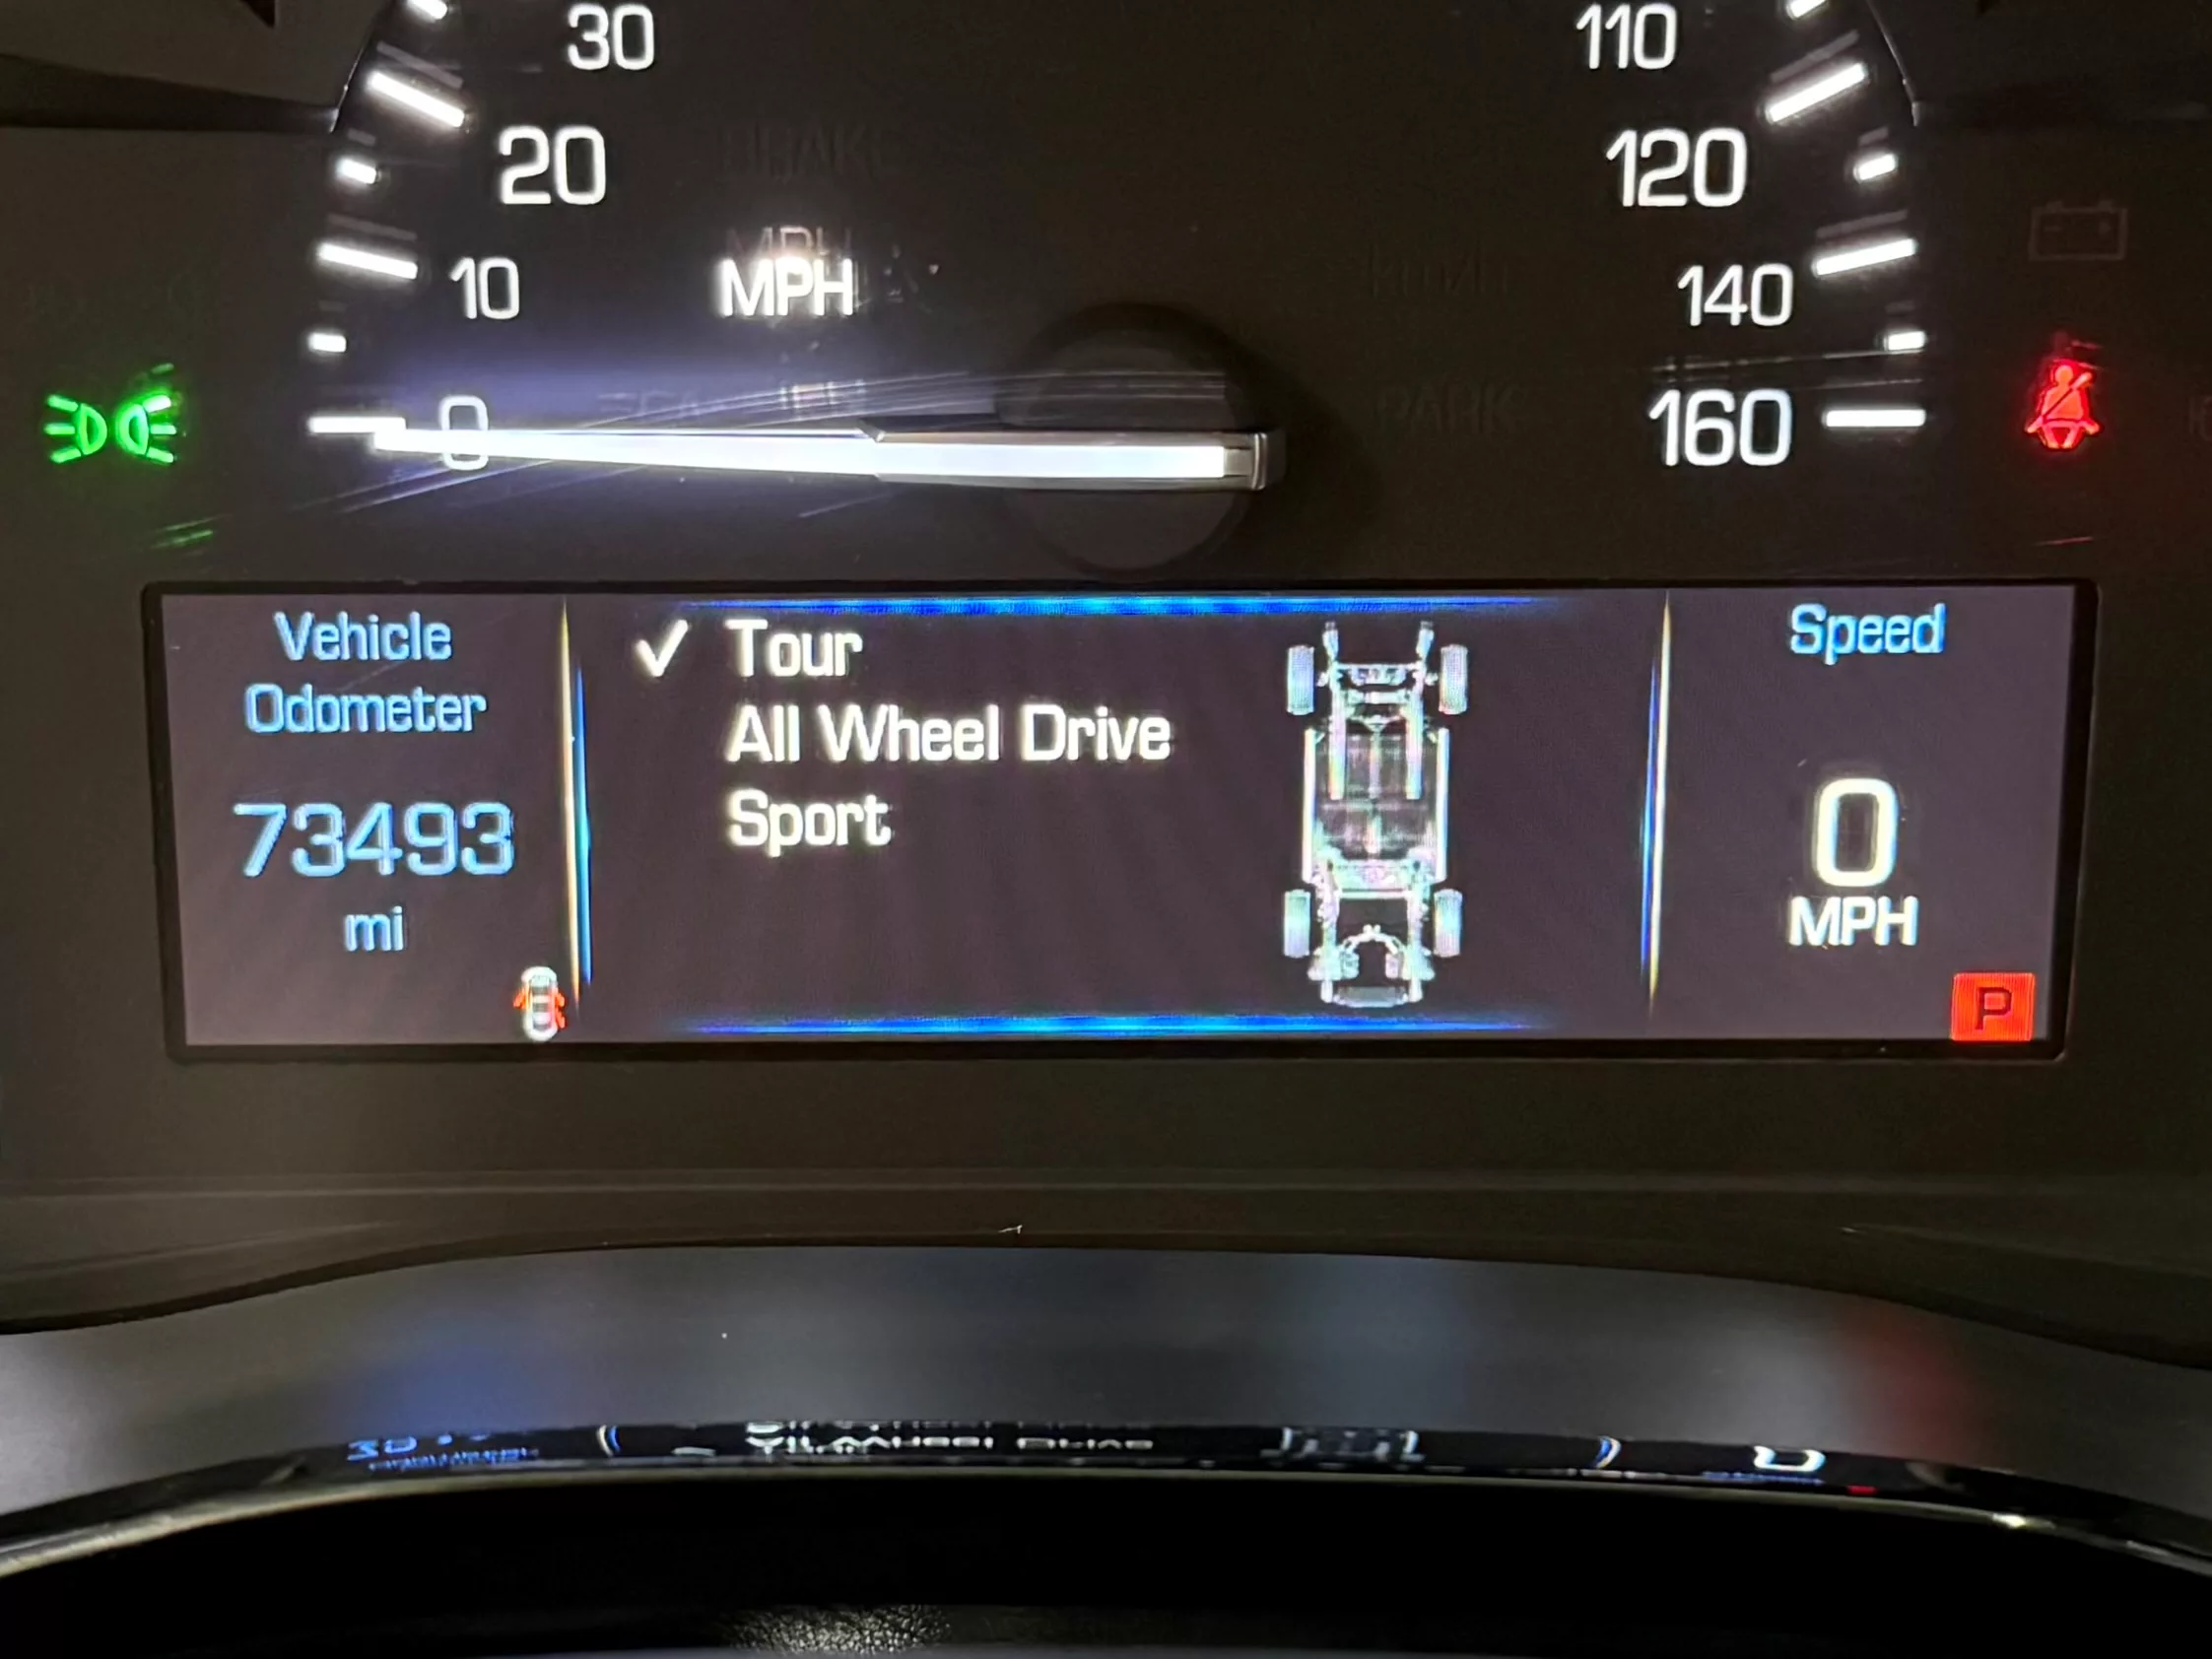 30
110
20
120
MPH
10
140
0
160
PARK
Vehicle
Odometer
73493
mi
✓ Tour
All Wheel Drive
Sport
Speed
0
MPH
P